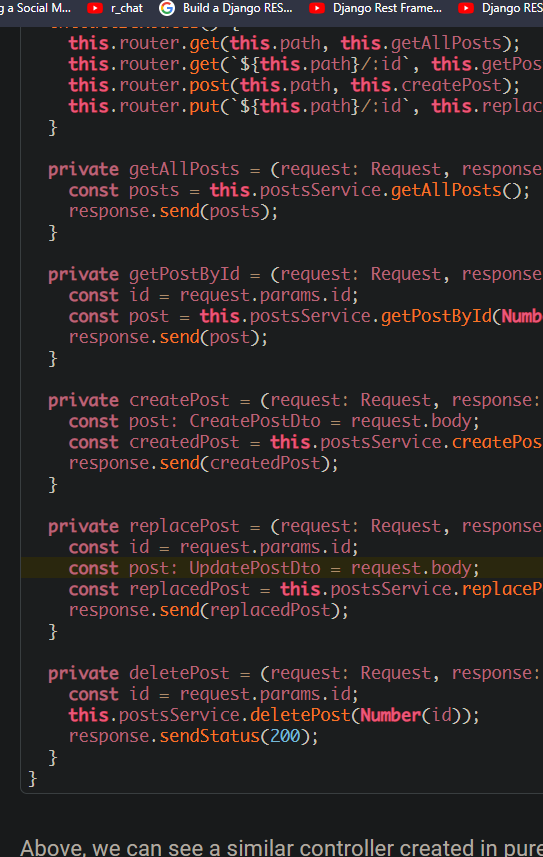 g a Social M... r_chat Build a Django RES... Django Rest Frame... Django RES
this.router.get(this.path, this.getAllPosts);
this.router.get(`${this.path}/:id`, this.getPos
this.router.post(this.path, this.createPost);
this.router.put(`${this.path}/:id`, this.replac
}
private getAllPosts = (request: Request, response
const posts = this.postsService.getAllPosts();
response.send(posts);
}
private getPostById = (request: Request, response
const id = request.params.id;
const post = this.postsService.getPostById(Numb
response.send(post);
}
private createPost = (request: Request, response:
const post: CreatePostDto = request.body;
const createdPost = this.postsService.createPos
response.send(createdPost);
}
private replacePost = (request: Request, response
const id = request.params.id;
const post: UpdatePostDto = request.body;
const replacedPost = this.postsService.replaceP
response.send(replacedPost);
}
private deletePost = (request: Request, response:
const id = request.params.id;
this.postsService.deletePost(Number(id));
response.sendStatus(200);
}
}
Above, we can see a similar controller created in pure